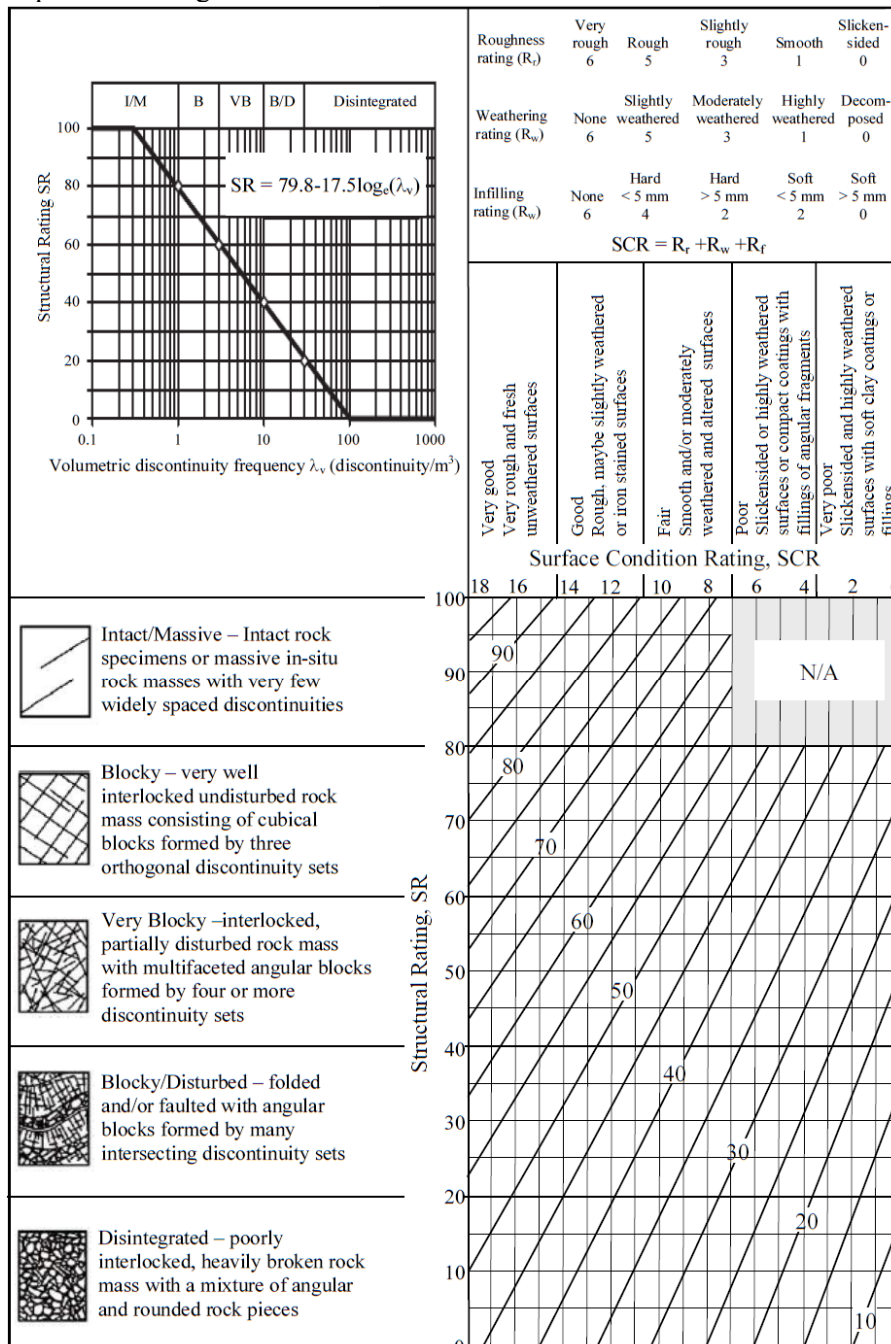 Roughness rating (Rr)
Very rough 6
Rough 5
Slightly rough 3
Smooth 1
Slicken-sided 0
Weathering rating (Rw)
None 6
Slightly weathered 5
Moderately weathered 3
Highly weathered 1
Decom-posed 0
Infilling rating (Rw)
None 6
Hard < 5 mm 4
Hard > 5 mm 2
Soft < 5 mm 2
Soft > 5 mm 0
SCR = Rr +Rw +Rf
I/M B VB B/D Disintegrated
SR = 79.8-17.5loge(λv)
Structural Rating SR
100
80
60
40
20
0
0.1 1 10 100 1000
Volumetric discontinuity frequency λv (discontinuity/m³)
Very good
Very rough and fresh
unweathered surfaces
Good
Rough, maybe slightly weathered
or iron stained surfaces
Fair
Smooth and/or moderately
weathered and altered surfaces
Poor
Slickensided or highly weathered
surfaces or compact coatings with
fillings of angular fragments
Very poor
Slickensided and highly weathered
surfaces with soft clay coatings or
fillings
Surface Condition Rating, SCR
18 16 14 12 10 8 6 4 2
Intact/Massive – Intact rock
specimens or massive in-situ
rock masses with very few
widely spaced discontinuities
Blocky – very well
interlocked undisturbed rock
mass consisting of cubical
blocks formed by three
orthogonal discontinuity sets
Very Blocky –interlocked,
partially disturbed rock mass
with multifaceted angular blocks
formed by four or more
discontinuity sets
Blocky/Disturbed – folded
and/or faulted with angular
blocks formed by many
intersecting discontinuity sets
Disintegrated – poorly
interlocked, heavily broken rock
mass with a mixture of angular
and rounded rock pieces
Structural Rating, SR
100
90
80
70
60
50
40
30
20
10
0
N/A
90
80
70
60
50
40
30
20
10